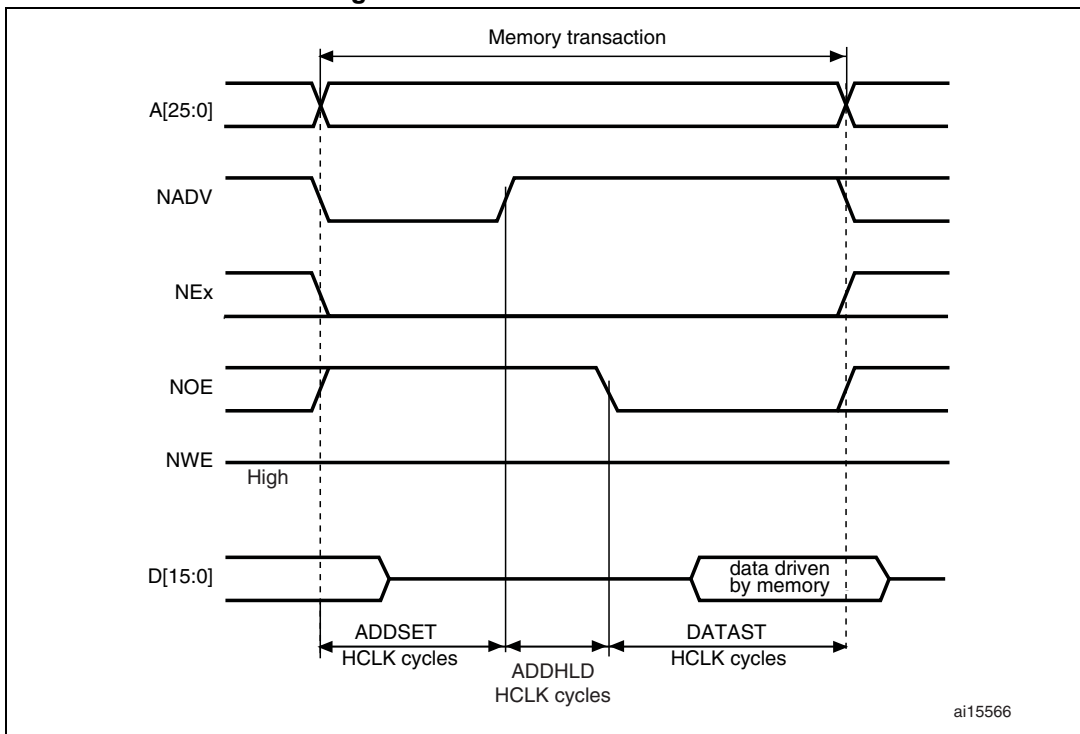 Memory transaction
A[25:0]
NADV
NEx
NOE
NWE
High
D[15:0]
data driven
by memory
ADDSET
HCLK cycles
ADDHLD
HCLK cycles
DATAST
HCLK cycles
ai15566